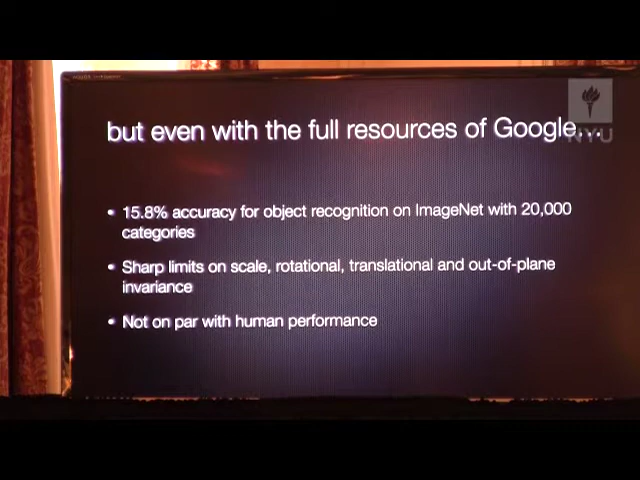 but even with the full resources of Google...
NYU
• 15.8% accuracy for object recognition on ImageNet with 20,000
categories
• Sharp limits on scale, rotational, translational and out-of-plane
invariance
• Not on par with human performance